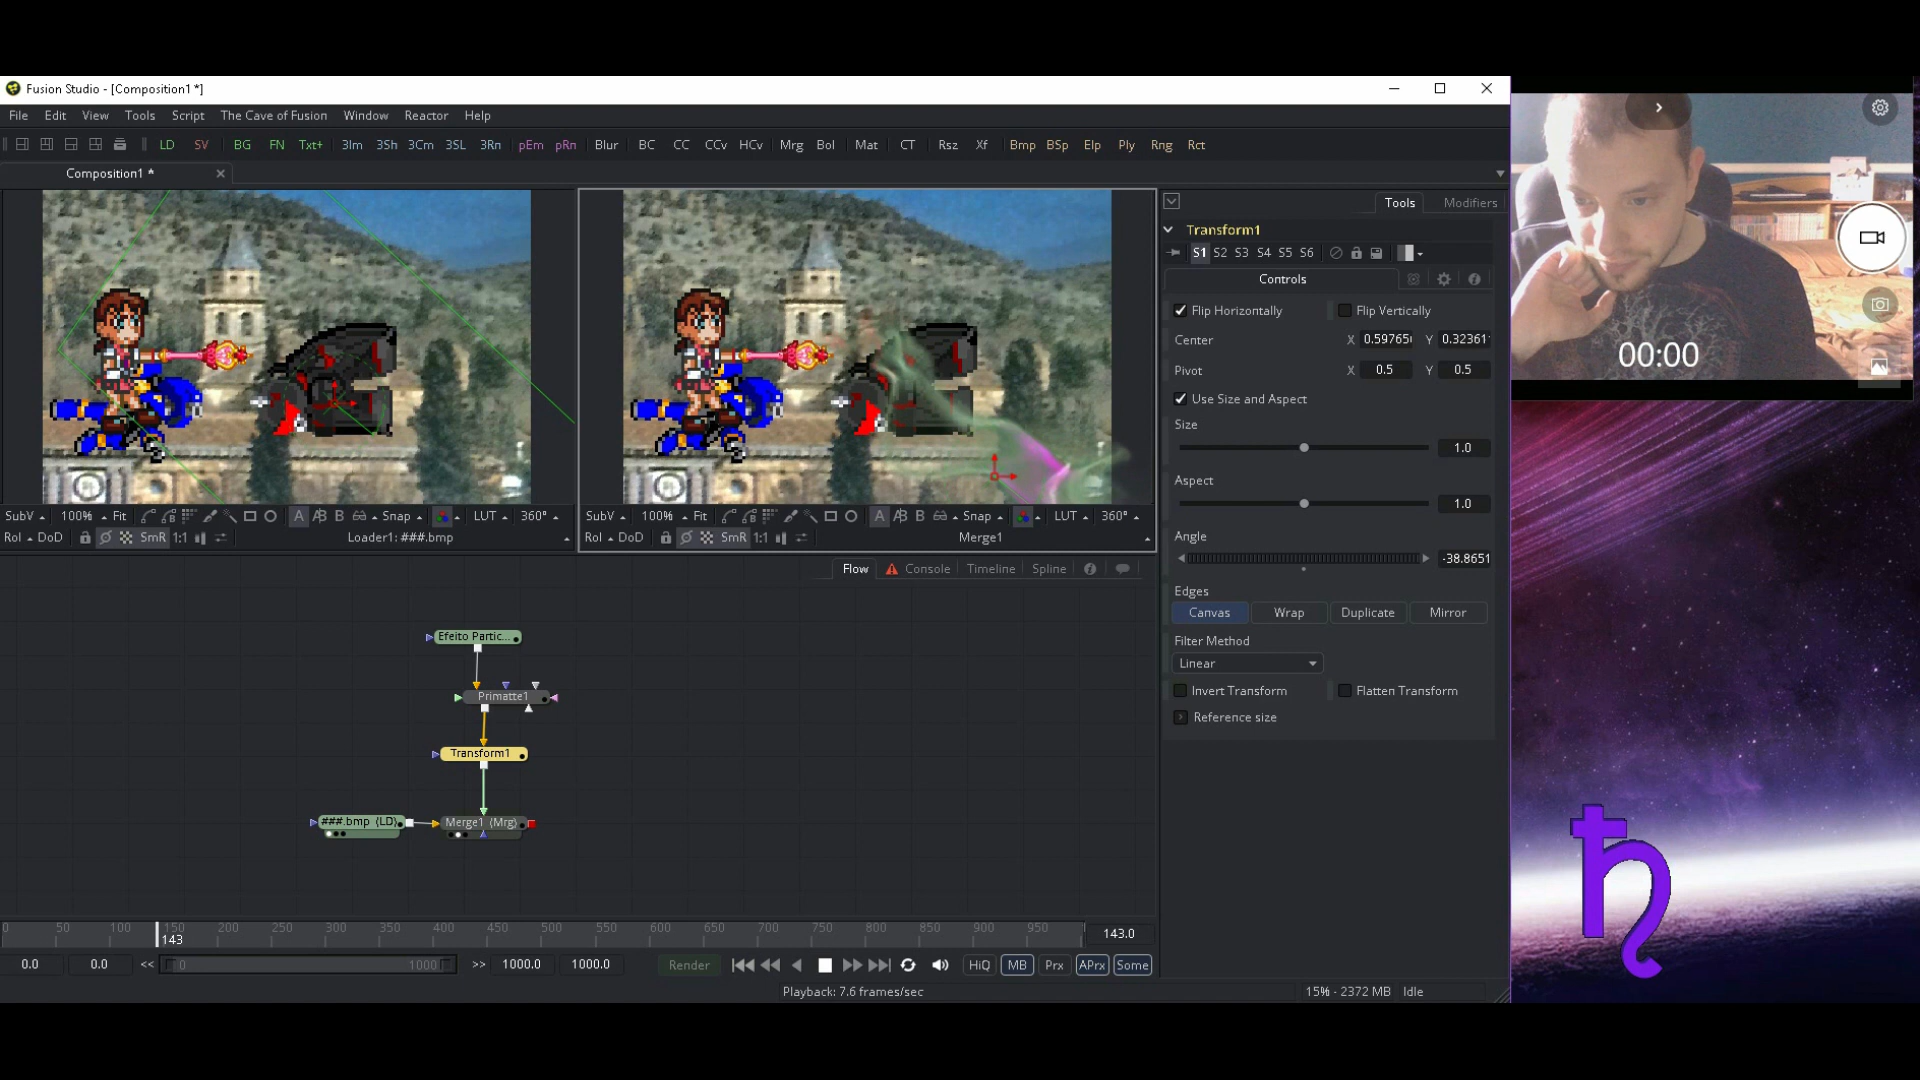 Fusion Studio - [Composition1 *]
File Edit View Tools Script The Cave of Fusion Window Reactor Help
LD SV BG FN Txt+ 3Im 3Sh 3Cm 3SL 3Rn pEm pRn Blur BC CC CCv HCv Mrg Bol Mat CT Rsz Xf Bmp BSp Elp Ply Rng Rct
Composition1 *
Tools Modifiers
Transform1
S1 S2 S3 S4 S5 S6
Controls
Flip Horizontally Flip Vertically
Center X 0.59765 Y 0.32361
Pivot X 0.5 Y 0.5
Use Size and Aspect
Size
1.0
Aspect
1.0
Angle
-38.8651
Edges
Canvas Wrap Duplicate Mirror
Filter Method
Linear
Invert Transform Flatten Transform
Reference size
00:00
SubV 100% Fit A B Snap LUT 360°
RoI DoD SmR 1:1 Loader1: ###.bmp
SubV 100% Fit A B Snap LUT 360°
RoI DoD SmR 1:1 Merge1
Flow Console Timeline Spline
Efeito Partic...
Primatte1
Transform1
###.bmp (LD) Merge1 (Mrg)
0 50 100 150 200 250 300 350 400 450 500 550 600 650 700 750 800 850 900 950
143 143.0
0.0 0.0 << 0 1000 >> 1000.0 1000.0 Render HiQ MB Prx APrx Some
Playback: 7.6 frames/sec 15% - 2372 MB Idle